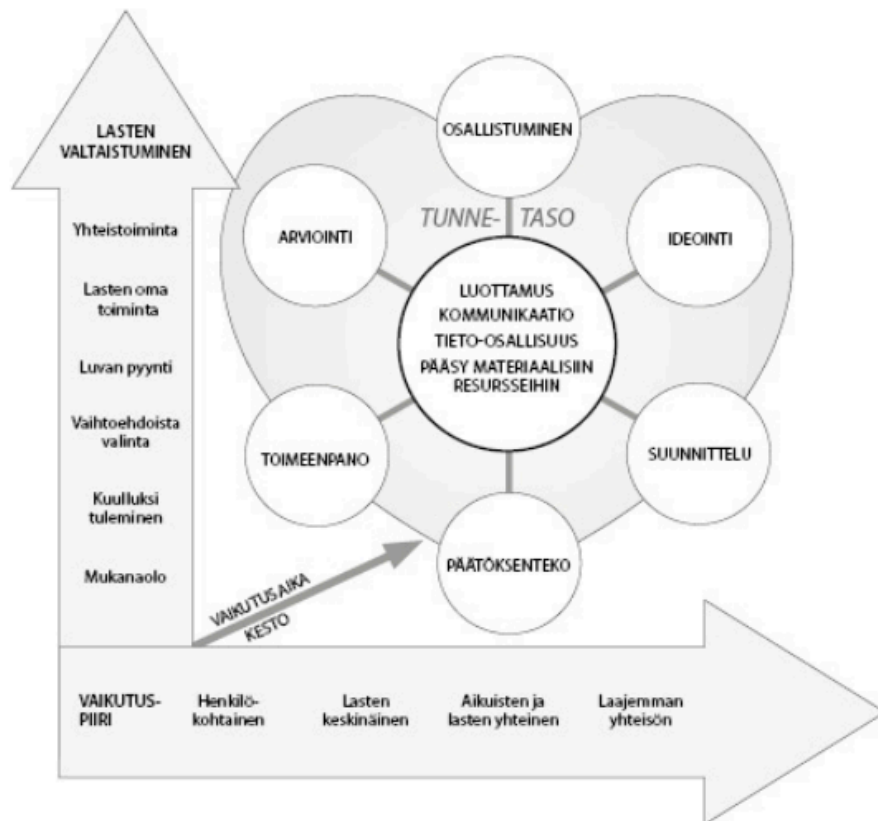 LASTEN
VALTAISTUMINEN
Yhteistoiminta
Lasten oma
toiminta
Luvan pyynti
Vaihtoehdoista
valinta
Kuulluksi
tuleminen
Mukanaolo
OSALLISTUMINEN
TUNNE- TASO
ARVIOINTI
IDEOINTI
LUOTTAMUS
KOMMUNIKAATIO
TIETO-OSALLISUUS
PÄÄSY MATERIAALISIIN
RESURSSEIHIN
TOIMEENPANO
SUUNNITTELU
PÄÄTÖKSENTEKO
VAIKUTUSAIKA
KESTO
VAIKUTUS-
PIIRI
Henkilö-
kohtainen
Lasten
keskinäinen
Aikuisten ja
lasten yhteinen
Laajemman
yhteisön